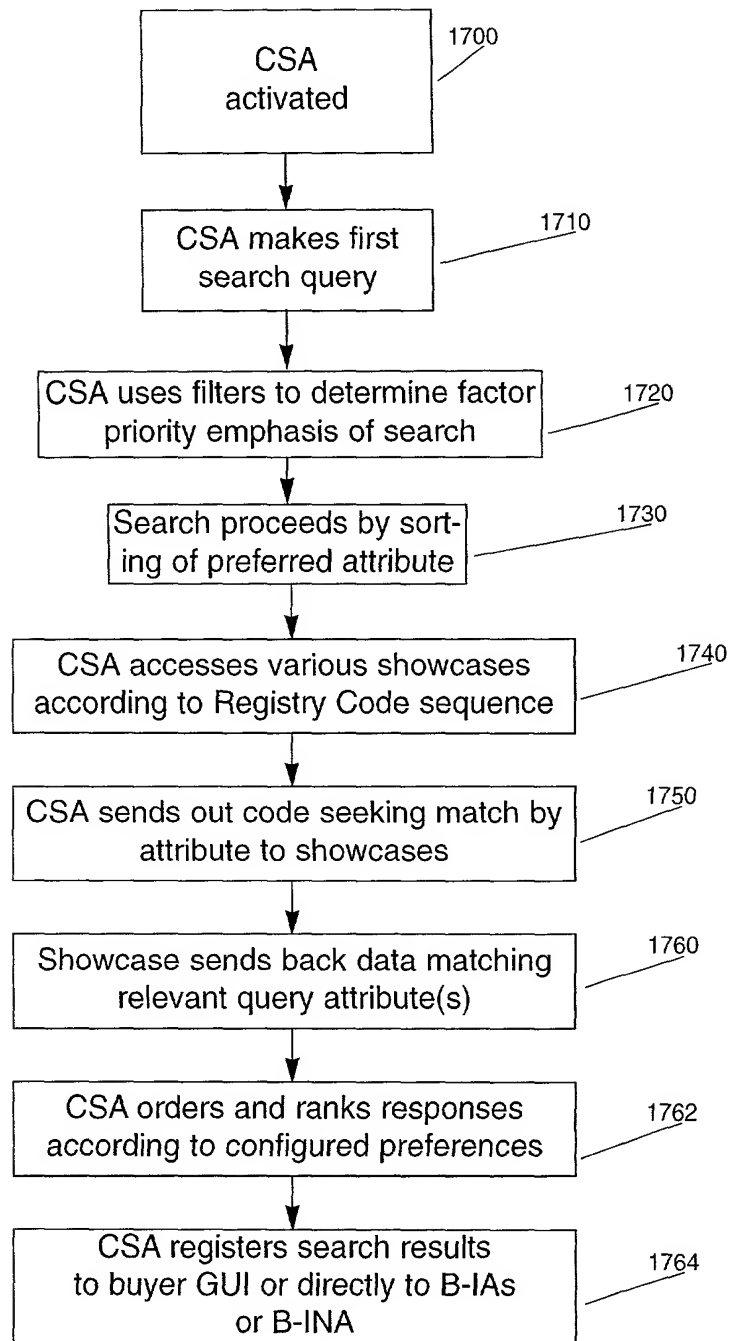 CSA
activated
1700
CSA makes first
search query
1710
CSA uses filters to determine factor
priority emphasis of search
1720
Search proceeds by sort-
ing of preferred attribute
1730
CSA accesses various showcases
according to Registry Code sequence
1740
CSA sends out code seeking match by
attribute to showcases
1750
Showcase sends back data matching
relevant query attribute(s)
1760
CSA orders and ranks responses
according to configured preferences
1762
CSA registers search results
to buyer GUI or directly to B-IAs
or B-INA
1764